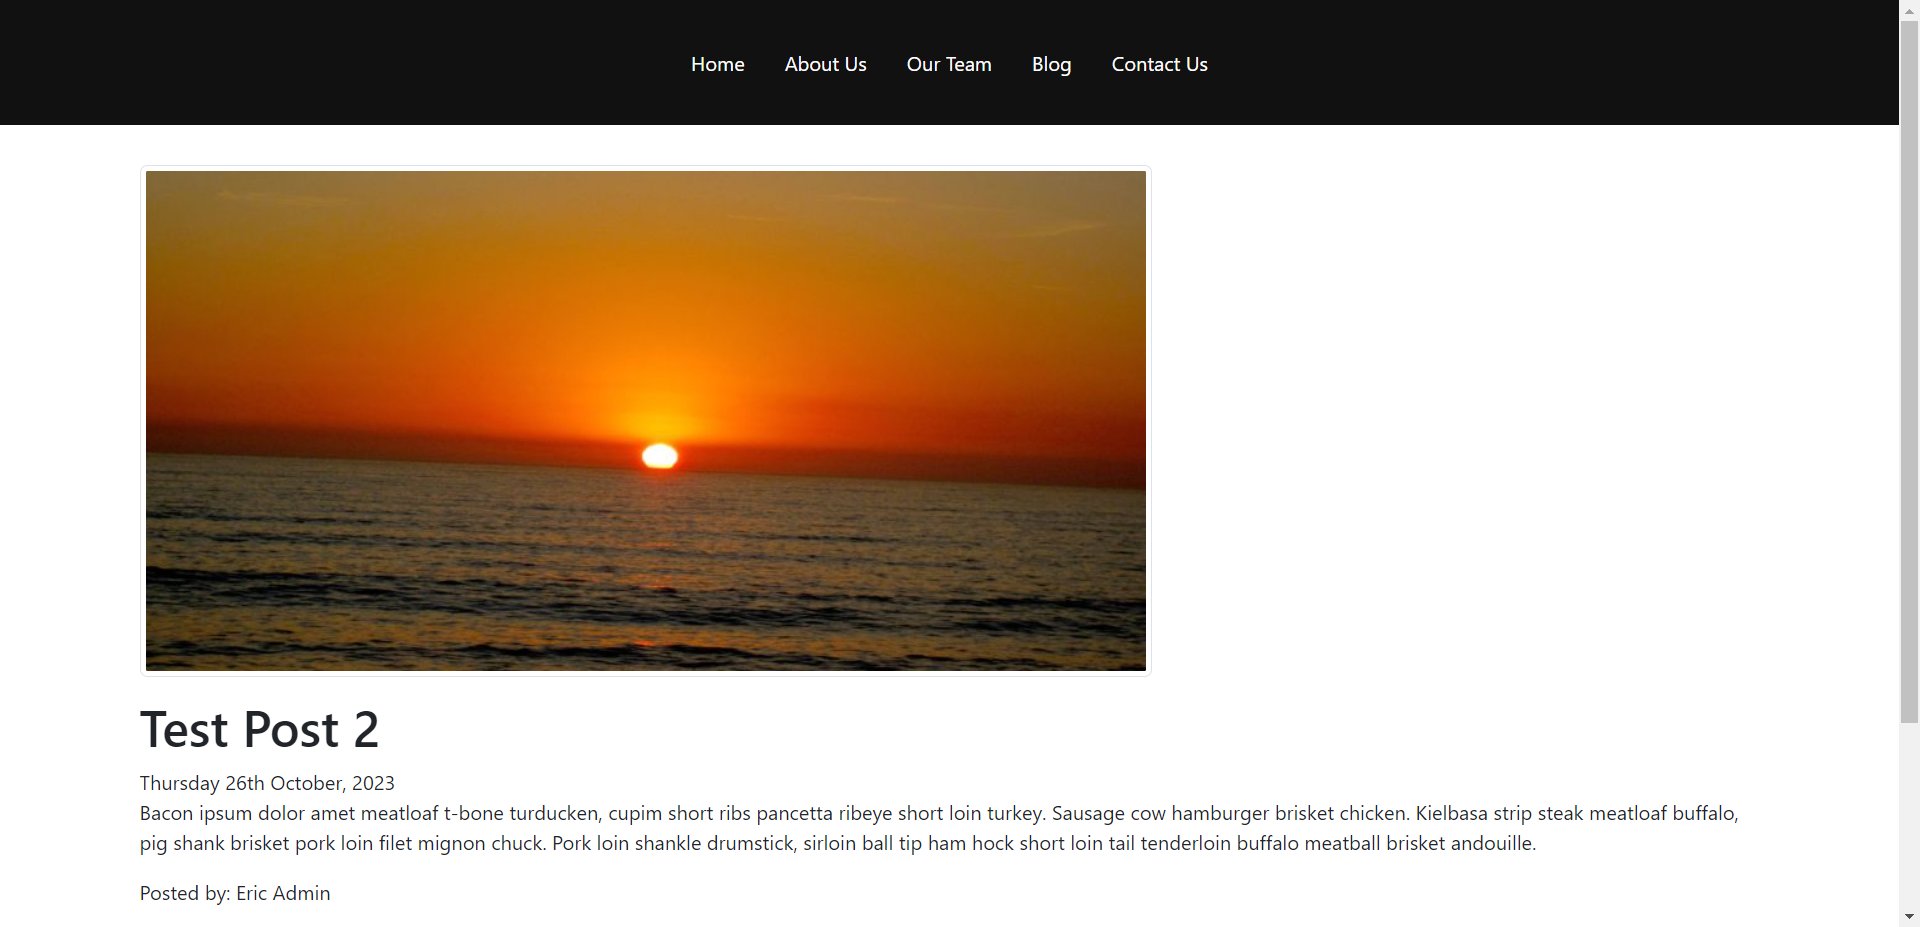 Home About Us Our Team Blog Contact Us
Test Post 2
Thursday 26th October, 2023
Bacon ipsum dolor amet meatloaf t-bone turducken, cupim short ribs pancetta ribeye short loin turkey. Sausage cow hamburger brisket chicken. Kielbasa strip steak meatloaf buffalo,
pig shank brisket pork loin filet mignon chuck. Pork loin shankle drumstick, sirloin ball tip ham hock short loin tail tenderloin buffalo meatball brisket andouille.
Posted by: Eric Admin